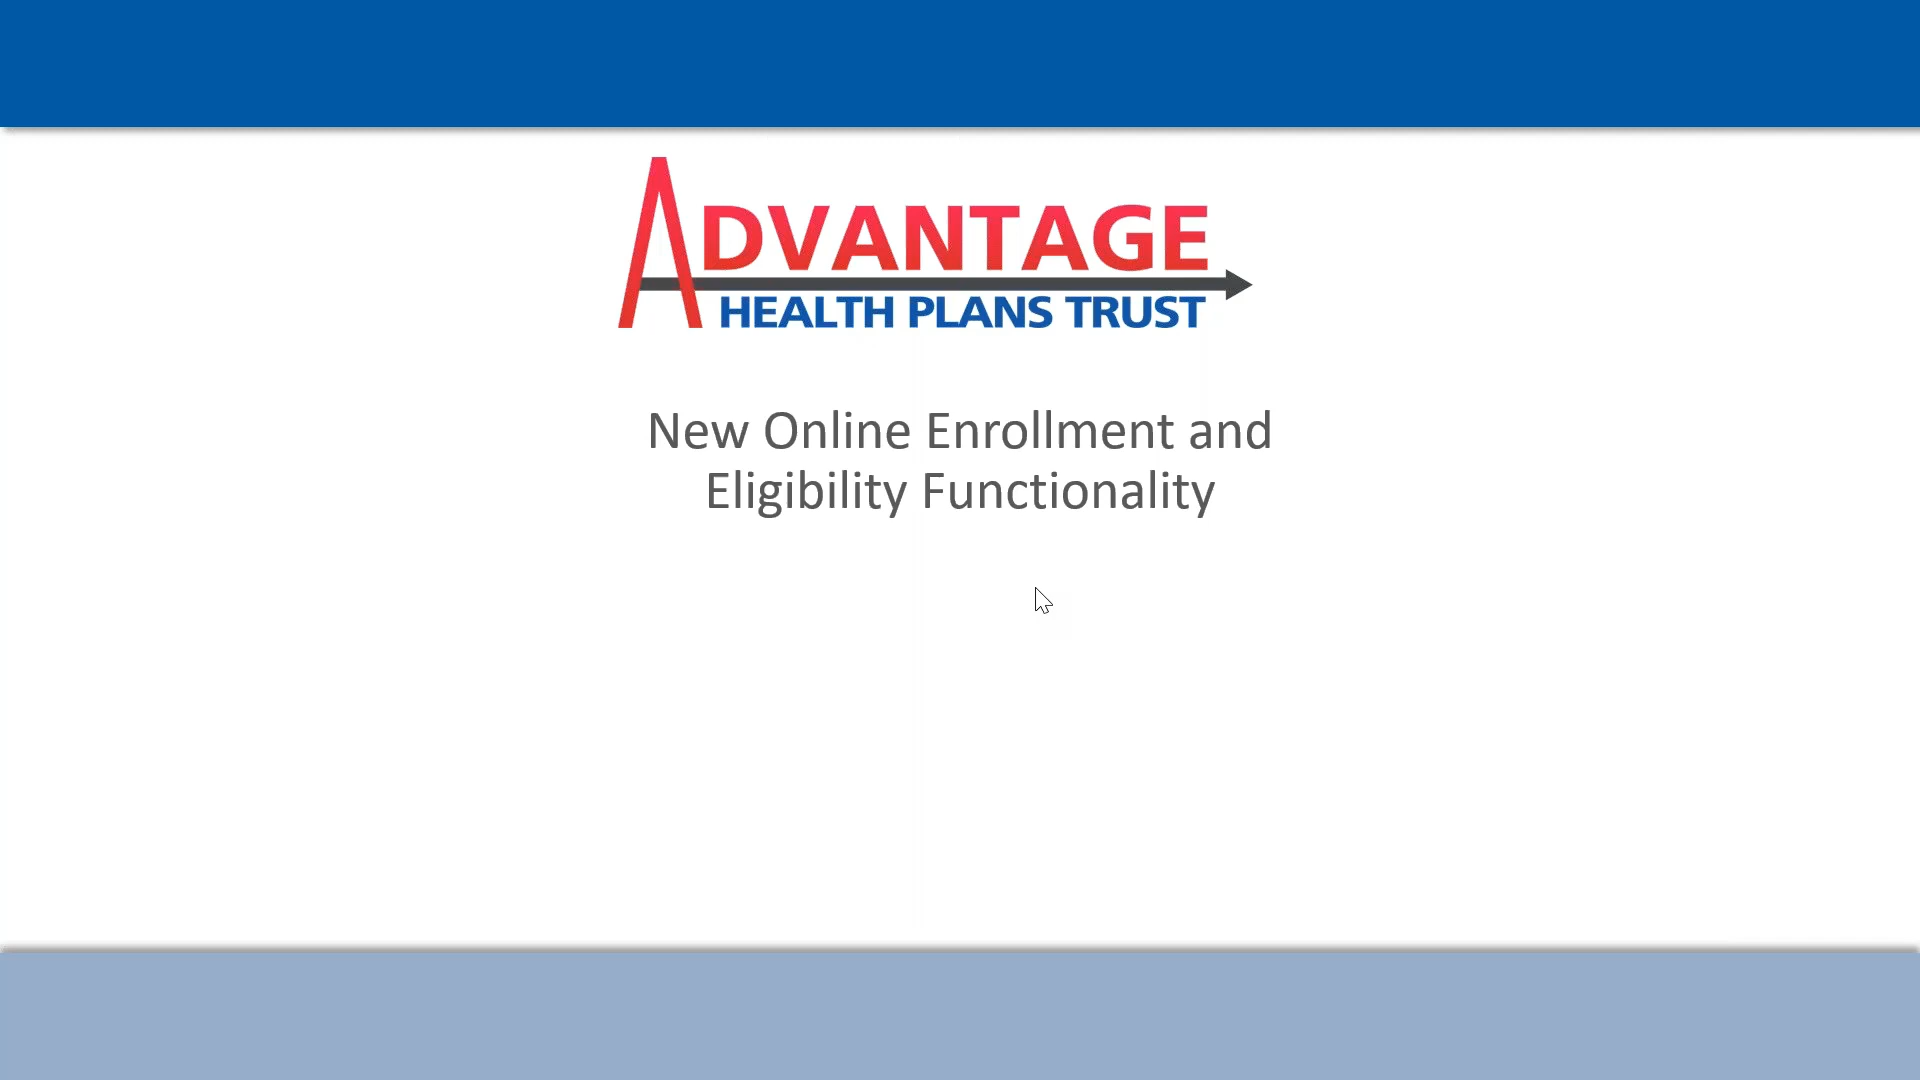 ADVANTAGE
HEALTH PLANS TRUST
New Online Enrollment and
Eligibility Functionality